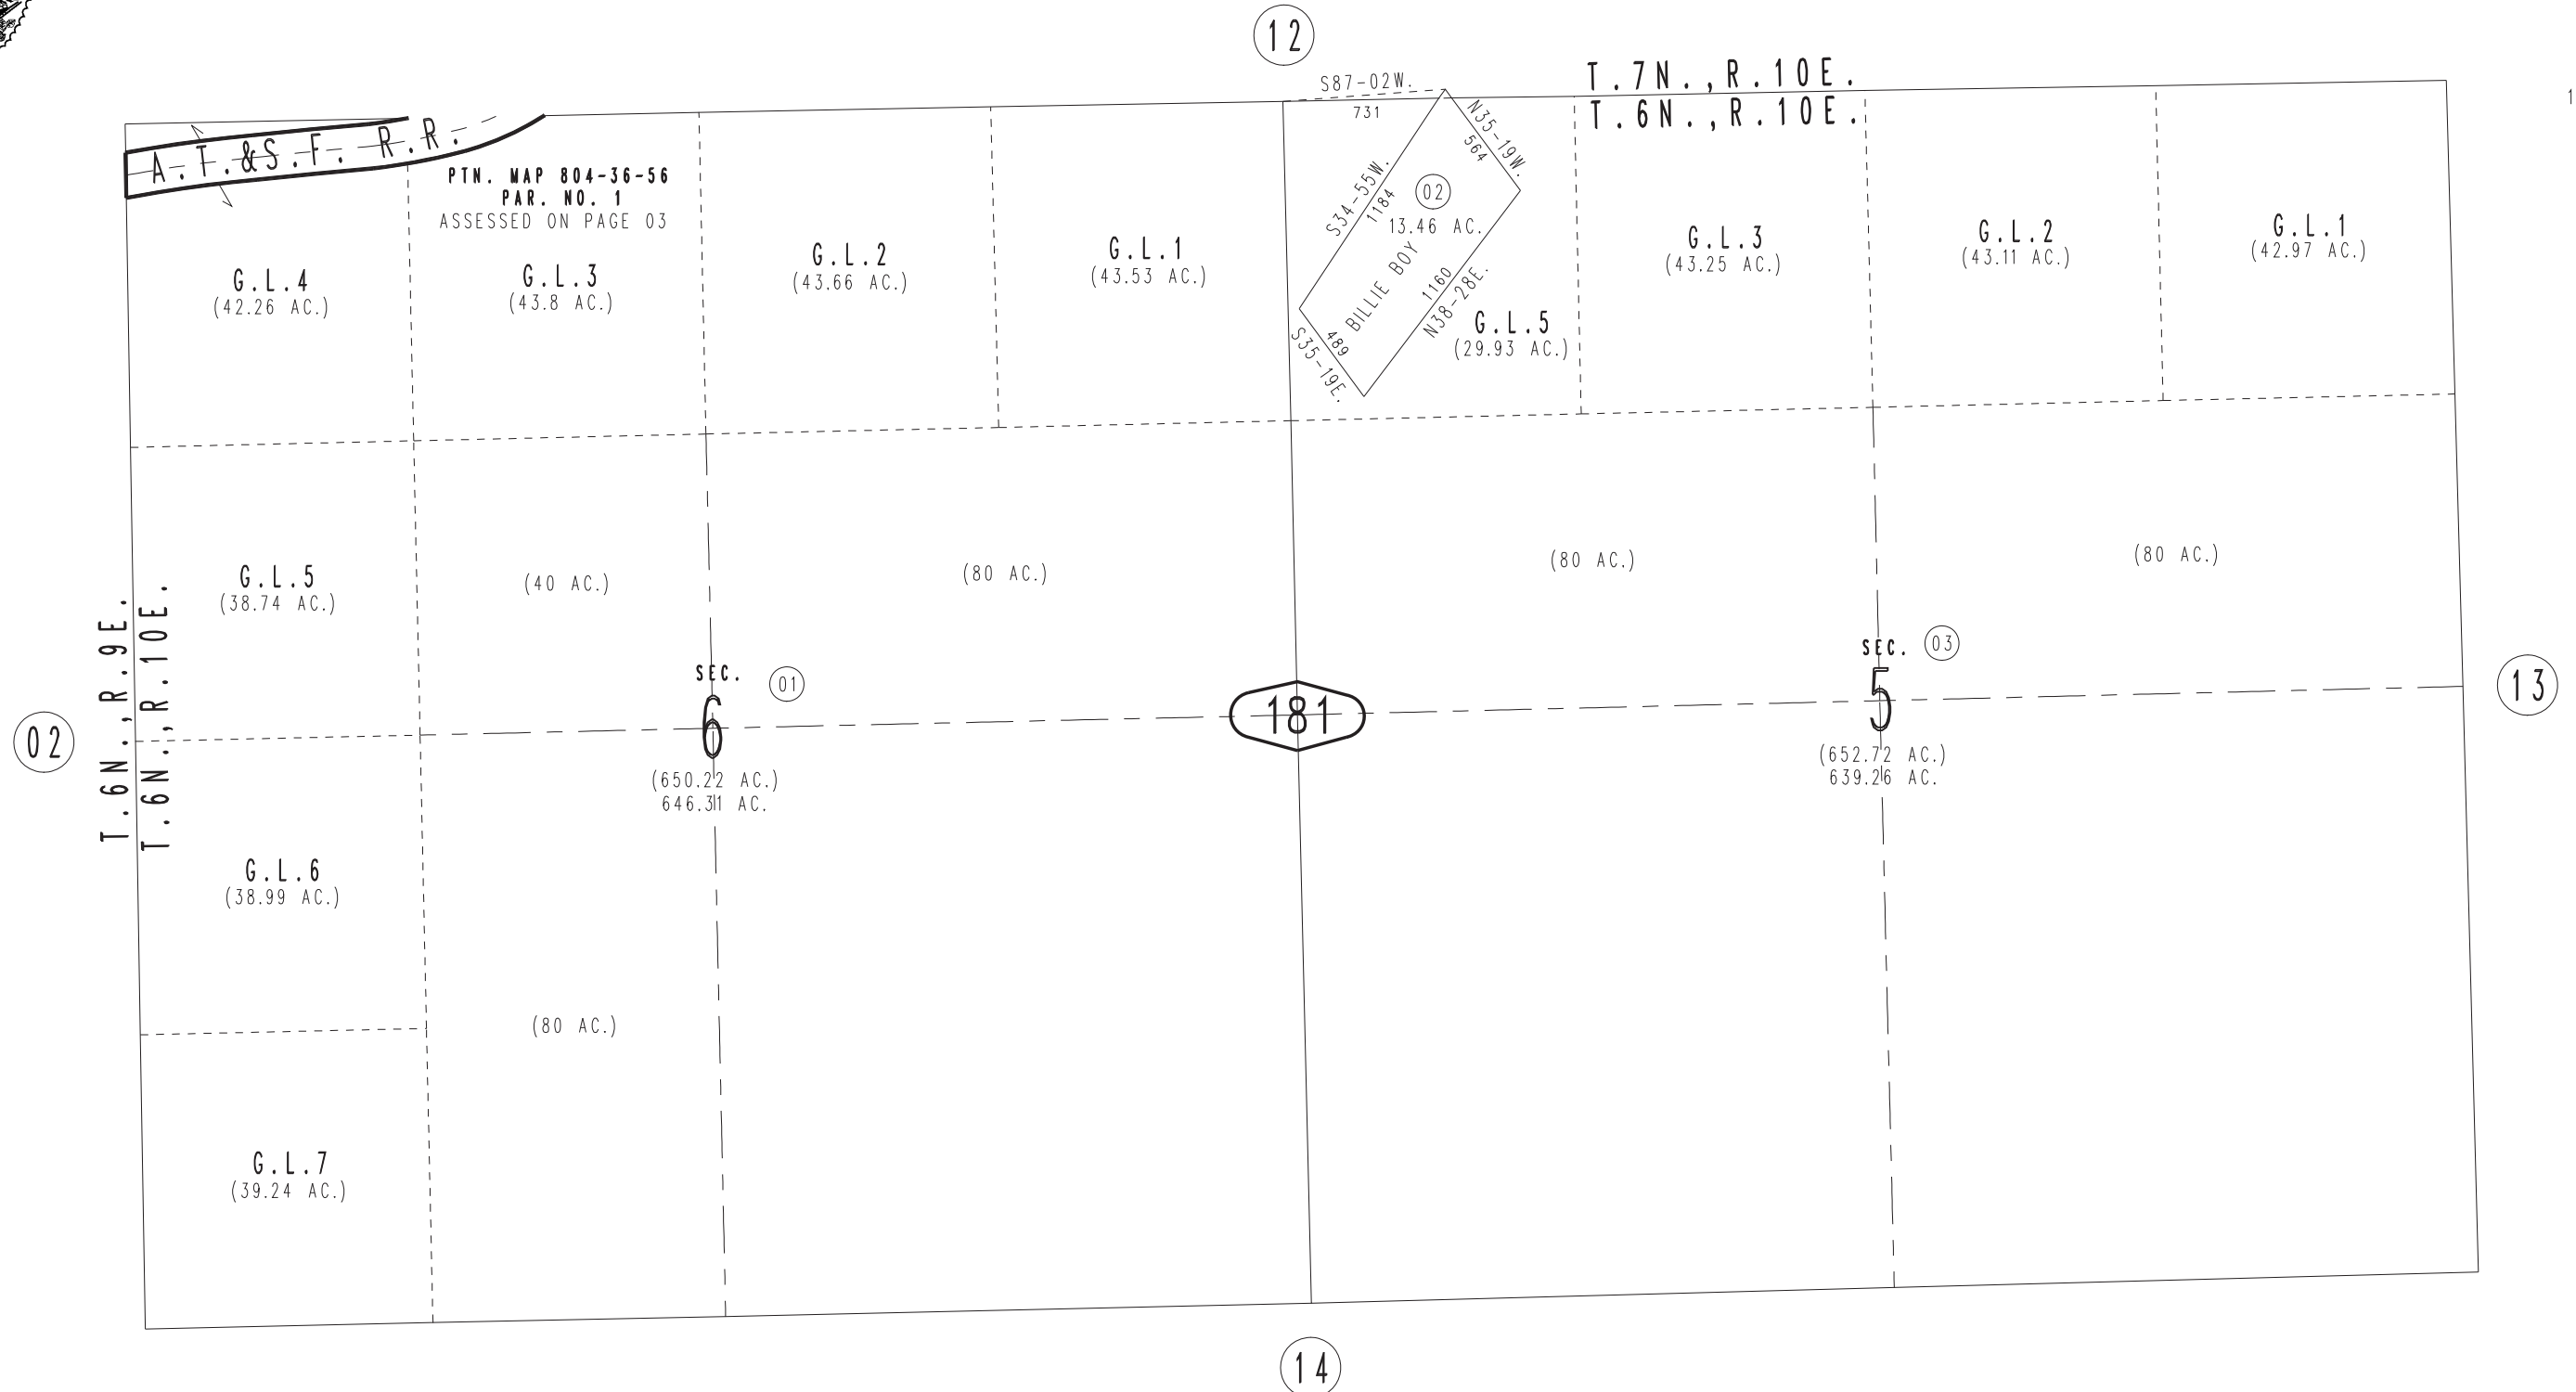 12
S87-02W.
731
T.7N.,R.10E.
T.6N.,R.10E.
1
A.T.&S.F. R.R.
PTN. MAP 804-36-56
PAR. NO. 1
ASSESSED ON PAGE 03
N35-19W.
564
S34-55W.
1184
02
13.46 AC.
BILLIE BOY
1160
N38-28E.
489
S35-19E.
G.L.4
(42.26 AC.)
G.L.3
(43.8 AC.)
G.L.2
(43.66 AC.)
G.L.1
(43.53 AC.)
G.L.5
(29.93 AC.)
G.L.3
(43.25 AC.)
G.L.2
(43.11 AC.)
G.L.1
(42.97 AC.)
G.L.5
(38.74 AC.)
(40 AC.)
(80 AC.)
(80 AC.)
(80 AC.)
T.6N.,R.9E.
T.6N.,R.10E.
02
SEC.
01
6
(650.22 AC.)
646.31 AC.
181
SEC.
03
5
(652.72 AC.)
639.26 AC.
13
G.L.6
(38.99 AC.)
(80 AC.)
G.L.7
(39.24 AC.)
14